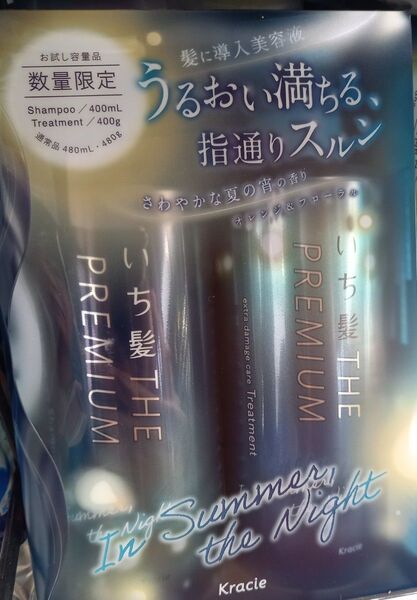 お試し容量品
数量限定
Shampoo／400mL
Treatment／400g
通常品 480mL・480g
髪に導入美容液
うるおい満ちる、
指通りスルン
さわやかな夏の宵の香り
オレンジ&フローラル
いち髪 THE
PREMIUM
いち髪 THE
PREMIUM
extra damage care Treatment
In Summer,
the Night
Kracie
Kracie